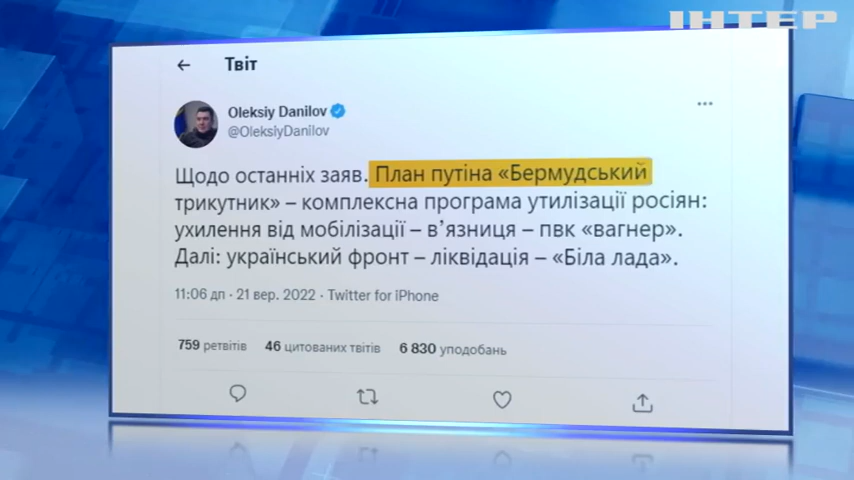 ІНТЕР
Твіт
Oleksiy Danilov
@OleksiyDanilov
Щодо останніх заяв. План путіна «Бермудський
трикутник» – комплексна програма утилізації росіян:
ухилення від мобілізації – в’язниця – пвк «вагнер».
Далі: український фронт – ліквідація – «Біла лада».
11:06 дп · 21 вер. 2022 · Twitter for iPhone
759 ретвітів 46 цитованих твітів 6 830 уподобань